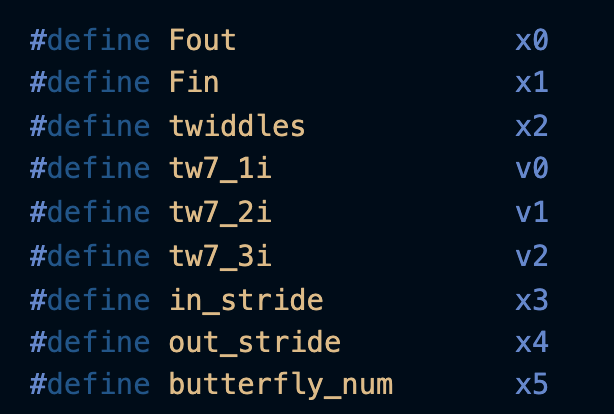 #define Fout x0
#define Fin x1
#define twiddles x2
#define tw7_1i v0
#define tw7_2i v1
#define tw7_3i v2
#define in_stride x3
#define out_stride x4
#define butterfly_num x5